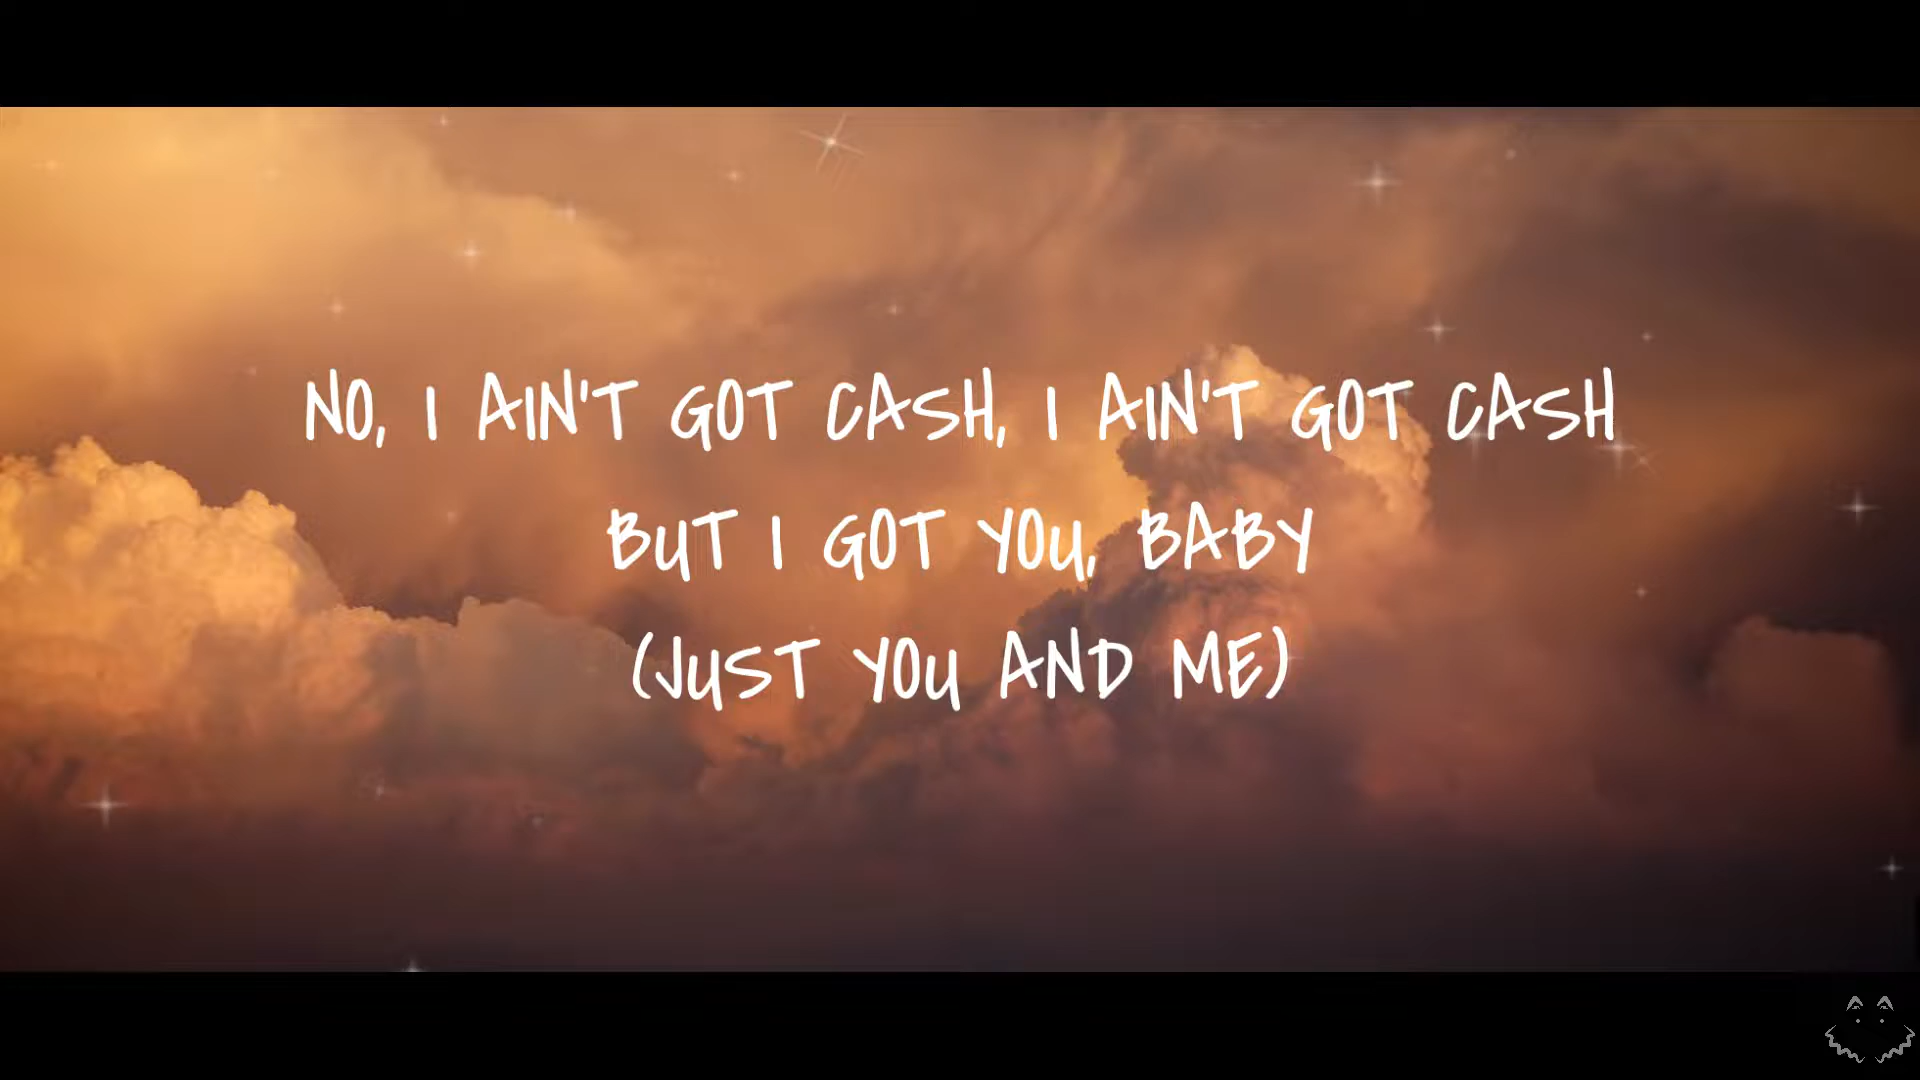 NO, I AIN'T GOT CASH, I AIN'T GOT CASH
BUT I GOT YOU, BABY
(JUST YOU AND ME)